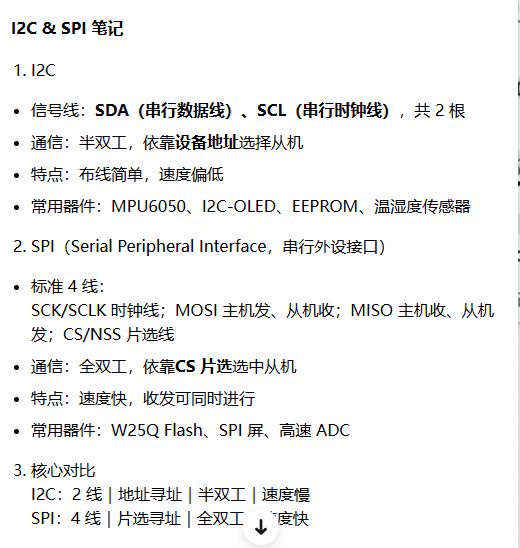 I2C & SPI 笔记
1. I2C
• 信号线：SDA（串行数据线）、SCL（串行时钟线），共 2 根
• 通信：半双工，依靠设备地址选择从机
• 特点：布线简单，速度偏低
• 常用器件：MPU6050、I2C-OLED、EEPROM、温湿度传感器
2. SPI（Serial Peripheral Interface，串行外设接口）
• 标准 4 线：
SCK/SCLK 时钟线；MOSI 主机发、从机收；MISO 主机收、从机
发；CS/NSS 片选线
• 通信：全双工，依靠CS 片选选中从机
• 特点：速度快，收发可同时进行
• 常用器件：W25Q Flash、SPI 屏、高速 ADC
3. 核心对比
I2C：2 线 | 地址寻址 | 半双工 | 速度慢
SPI：4 线 | 片选寻址 | 全双工 度快